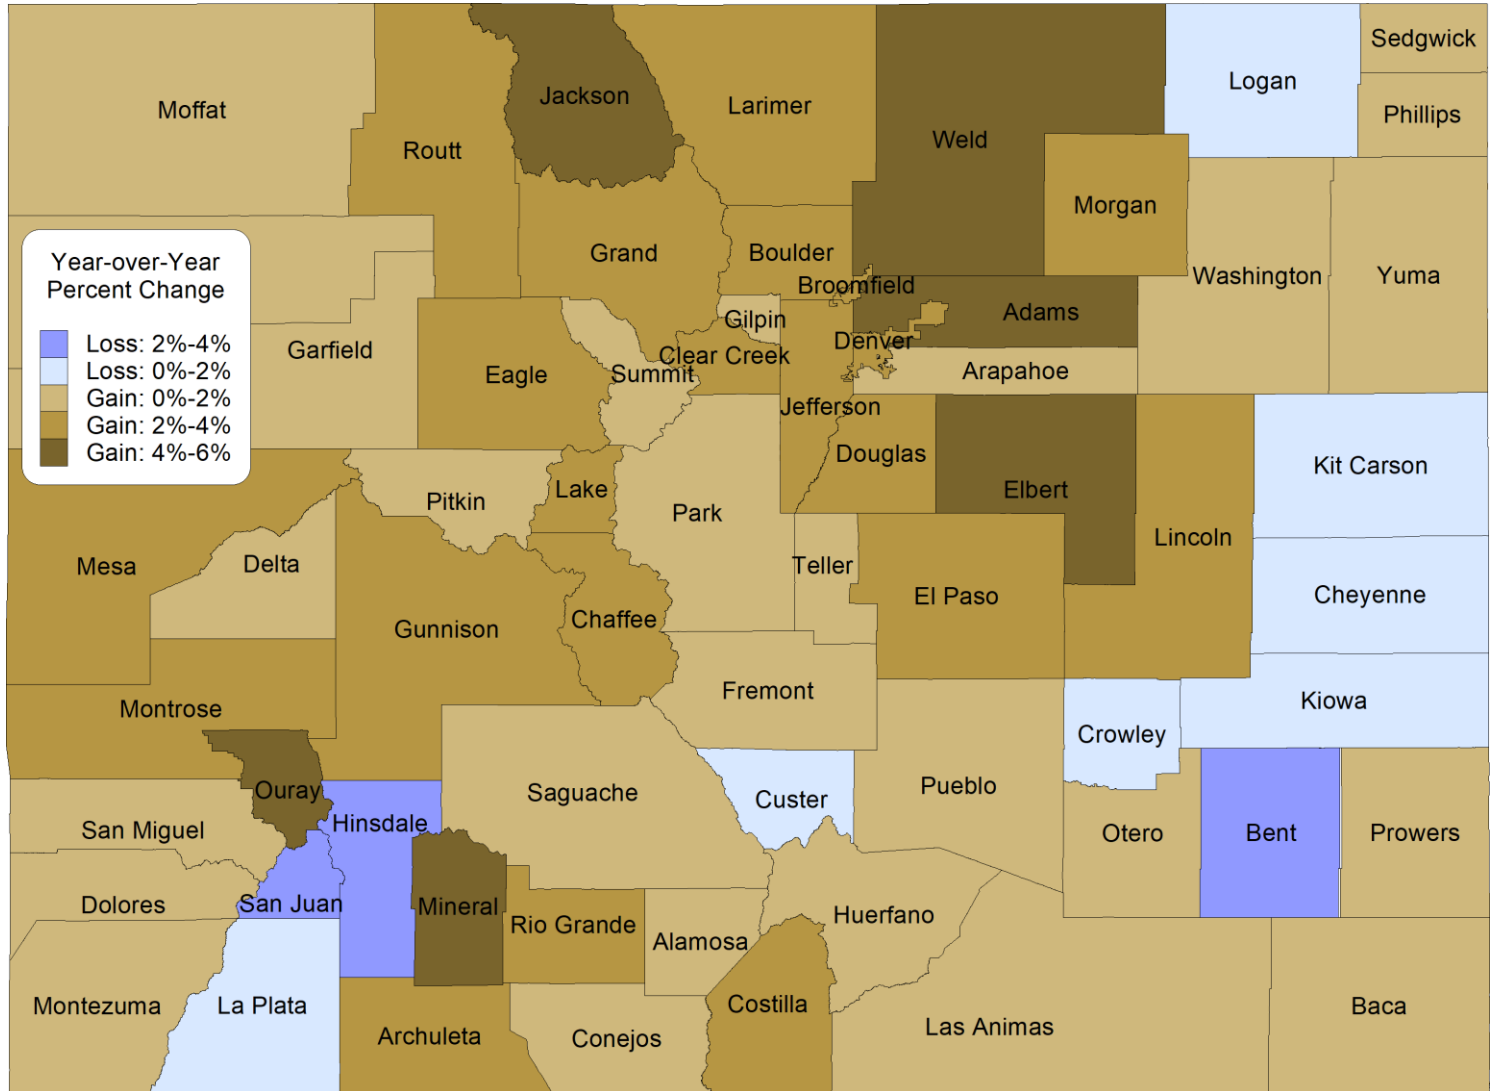 Sedgwick
Logan
Jackson
Larimer
Moffat
Phillips
Weld
Routt
Morgan
Grand
Boulder
Washington
Yuma
Broomfield
Year-over-Year
Percent Change
Loss: 2%-4%
Loss: 0%-2%
Gain: 0%-2%
Gain: 2%-4%
Gain: 4%-6%
Gilpin
Adams
Denver
Garfield
Clear Creek
Eagle
Summit
Arapahoe
Jefferson
Douglas
Kit Carson
Elbert
Lake
Pitkin
Park
Lincoln
Mesa
Delta
Teller
El Paso
Cheyenne
Chaffee
Gunnison
Fremont
Kiowa
Montrose
Crowley
Pueblo
Ouray
Saguache
Custer
Hinsdale
San Miguel
Otero
Bent
Prowers
Dolores
San Juan
Mineral
Huerfano
Rio Grande
Alamosa
Montezuma
La Plata
Costilla
Baca
Las Animas
Archuleta
Conejos